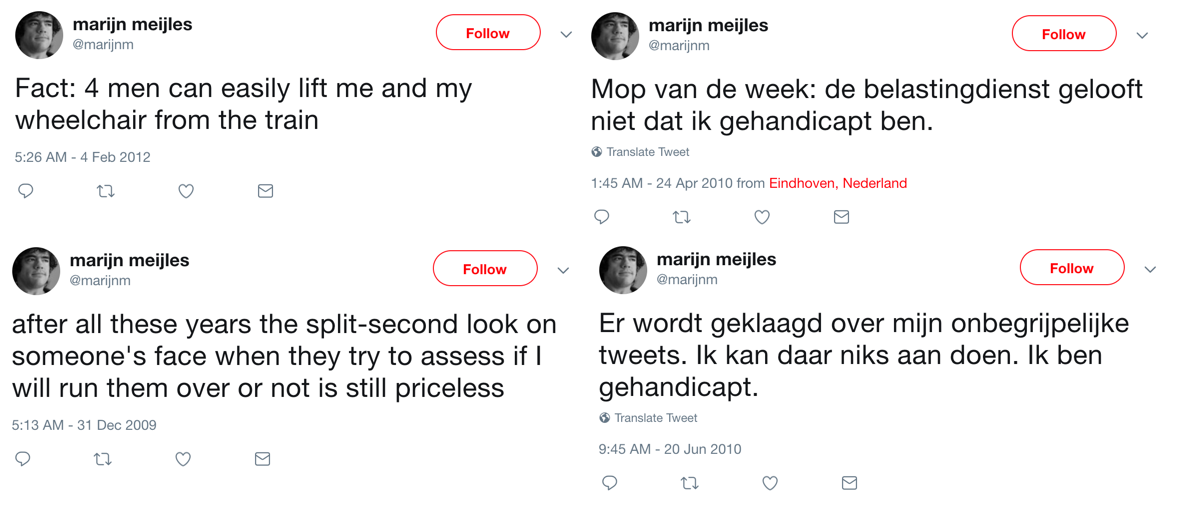 marijn meijles
@marijnm
Follow
Fact: 4 men can easily lift me and my
wheelchair from the train
5:26 AM - 4 Feb 2012
marijn meijles
@marijnm
Follow
Mop van de week: de belastingdienst gelooft
niet dat ik gehandicapt ben.
Translate Tweet
1:45 AM - 24 Apr 2010 from Eindhoven, Nederland
marijn meijles
@marijnm
Follow
after all these years the split-second look on
someone's face when they try to assess if I
will run them over or not is still priceless
5:13 AM - 31 Dec 2009
marijn meijles
@marijnm
Follow
Er wordt geklaagd over mijn onbegrijpelijke
tweets. Ik kan daar niks aan doen. Ik ben
gehandicapt.
Translate Tweet
9:45 AM - 20 Jun 2010